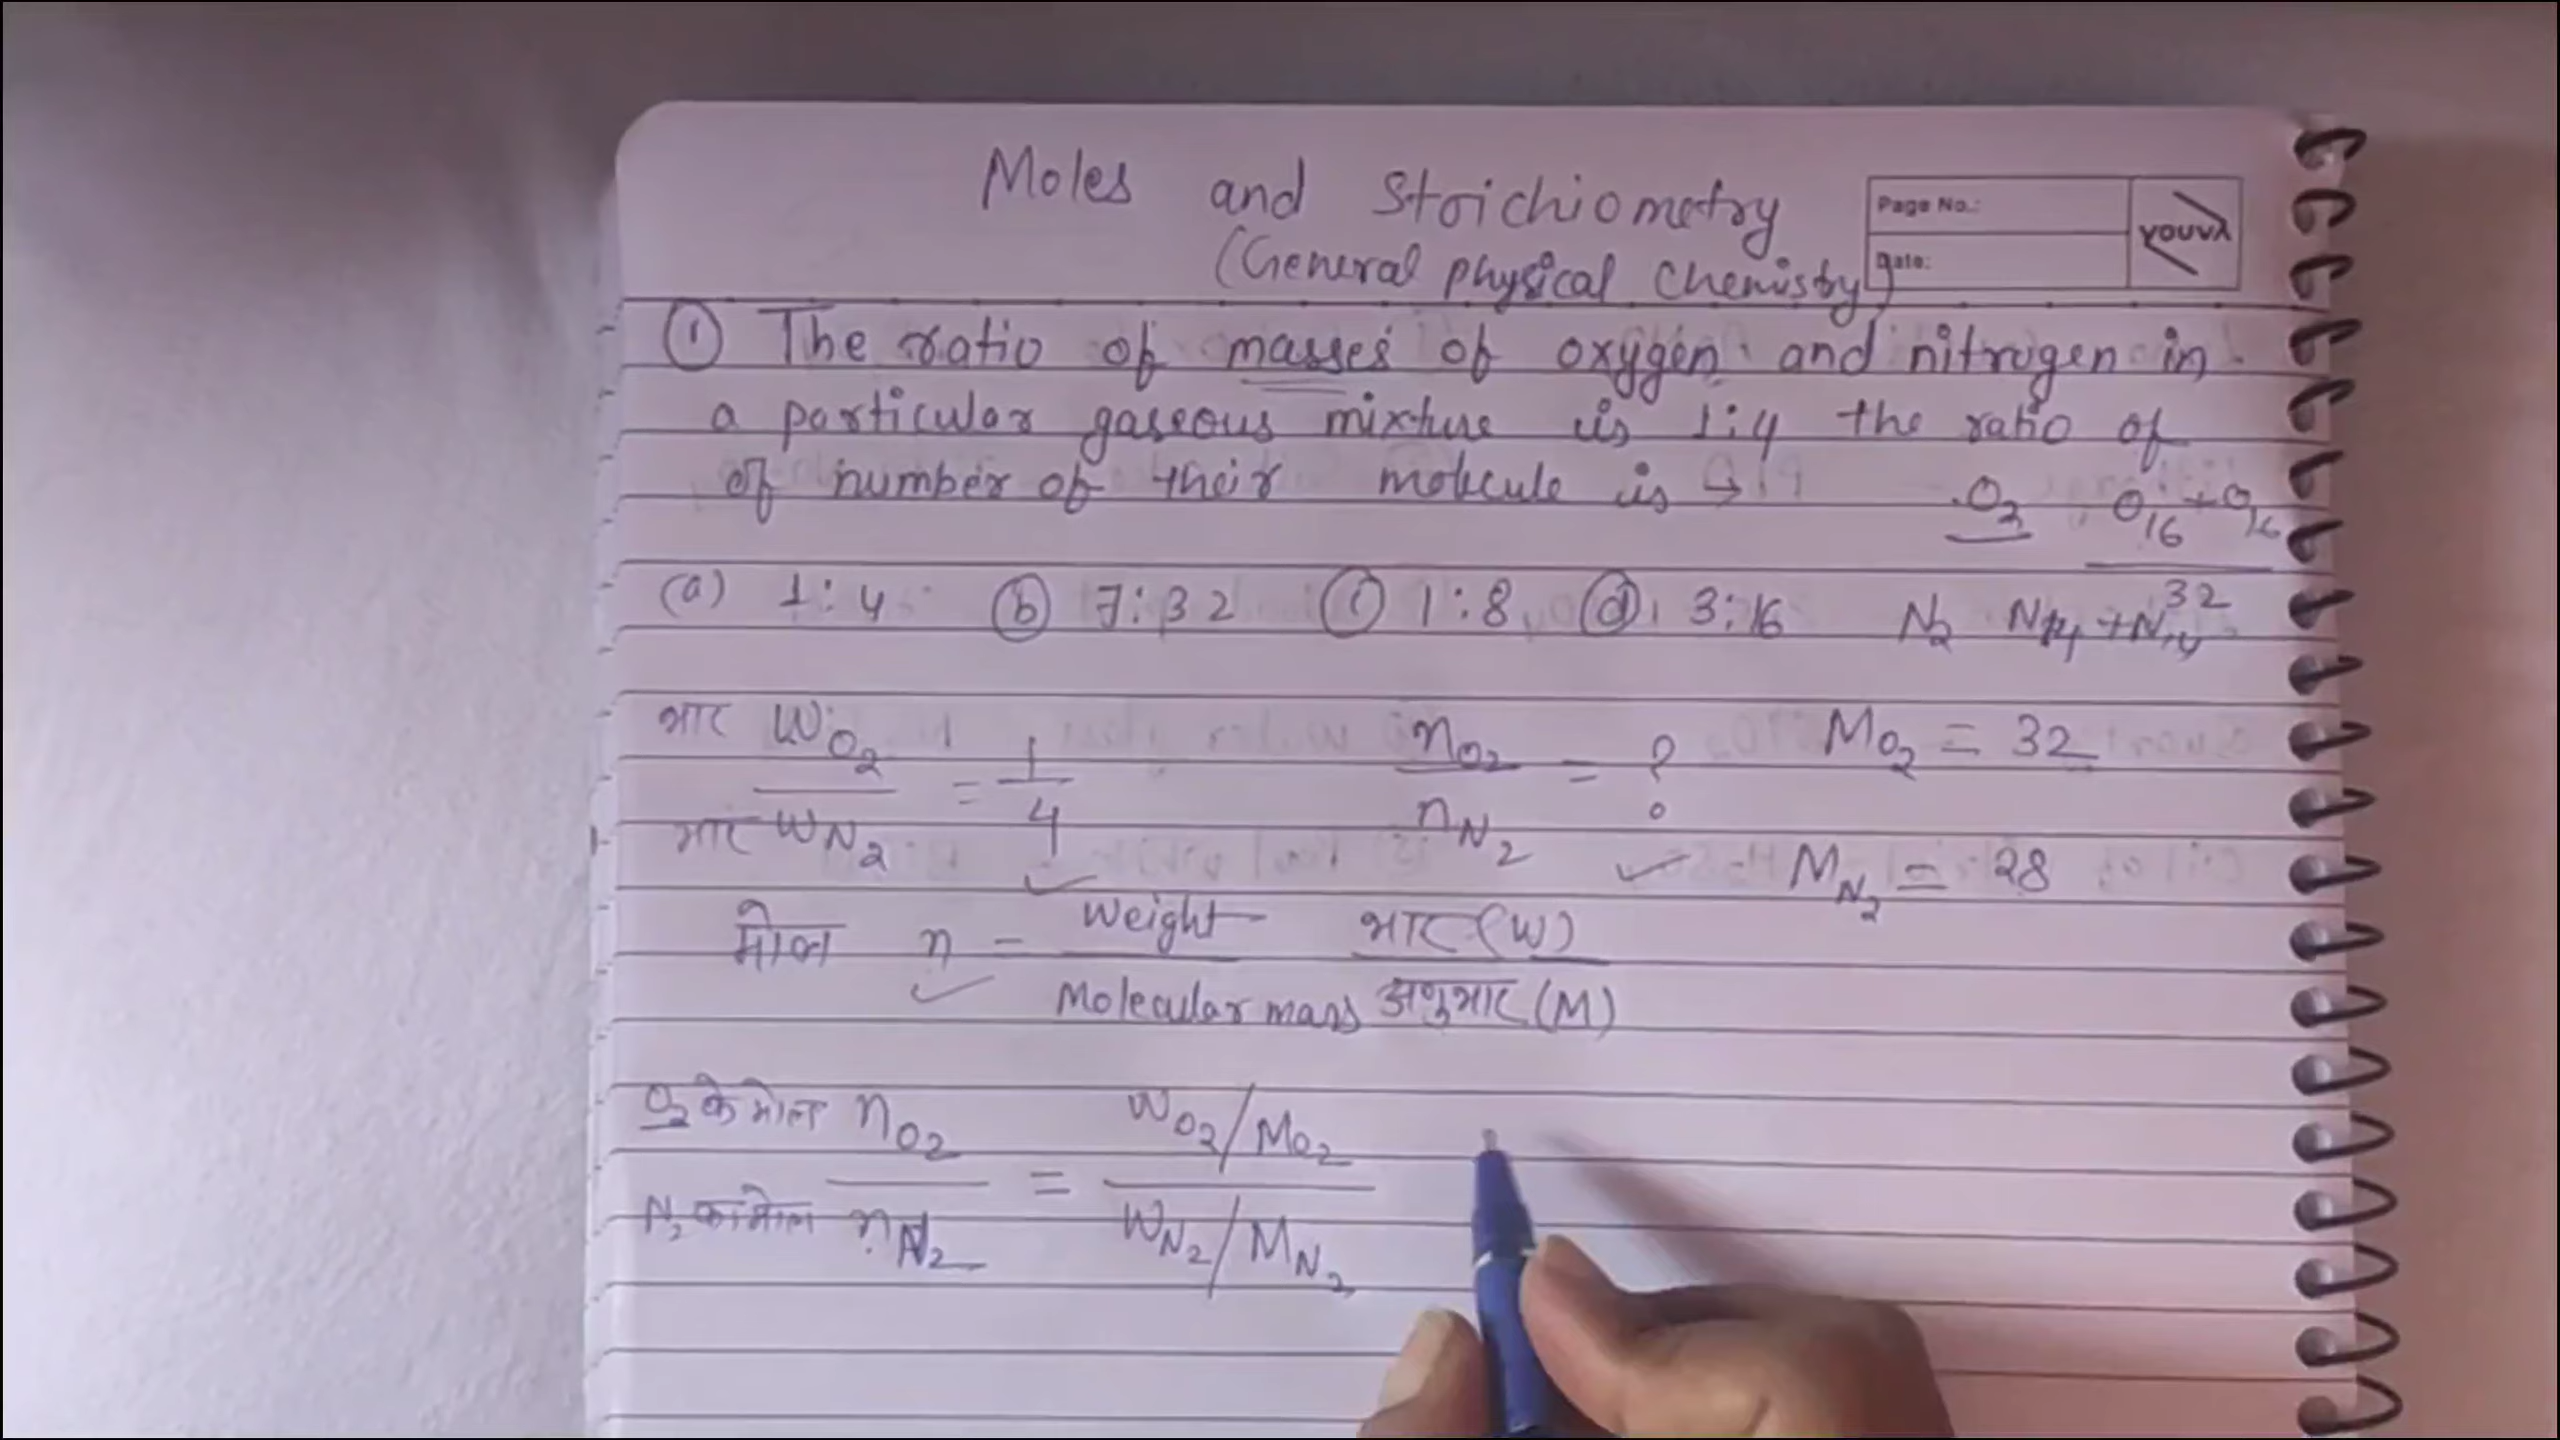 Moles and Stoichiometry
(General physical Chemistry)
Page No.:
Date:
YOUVA
① The ratio of masses of oxygen and nitrogen in
a particular gaseous mixture is 1:4 the ratio of
of number of their molecule is →
O2 O16 + O16
32
(a) 1:4 ⓑ 7:32 ⓒ 1:8 ⓓ 3:16
N2 N14 + N14
भार WO2 / भार WN2 = 1/4
nO2 / nN2 = ?
MO2 = 32
MN2 = 28
मोल n = Weight / Molecular mass भार (W) / अणुभार (M)
O2 के मोल nO2 / N2 का मोल nN2 = WO2/MO2 / WN2/MN2